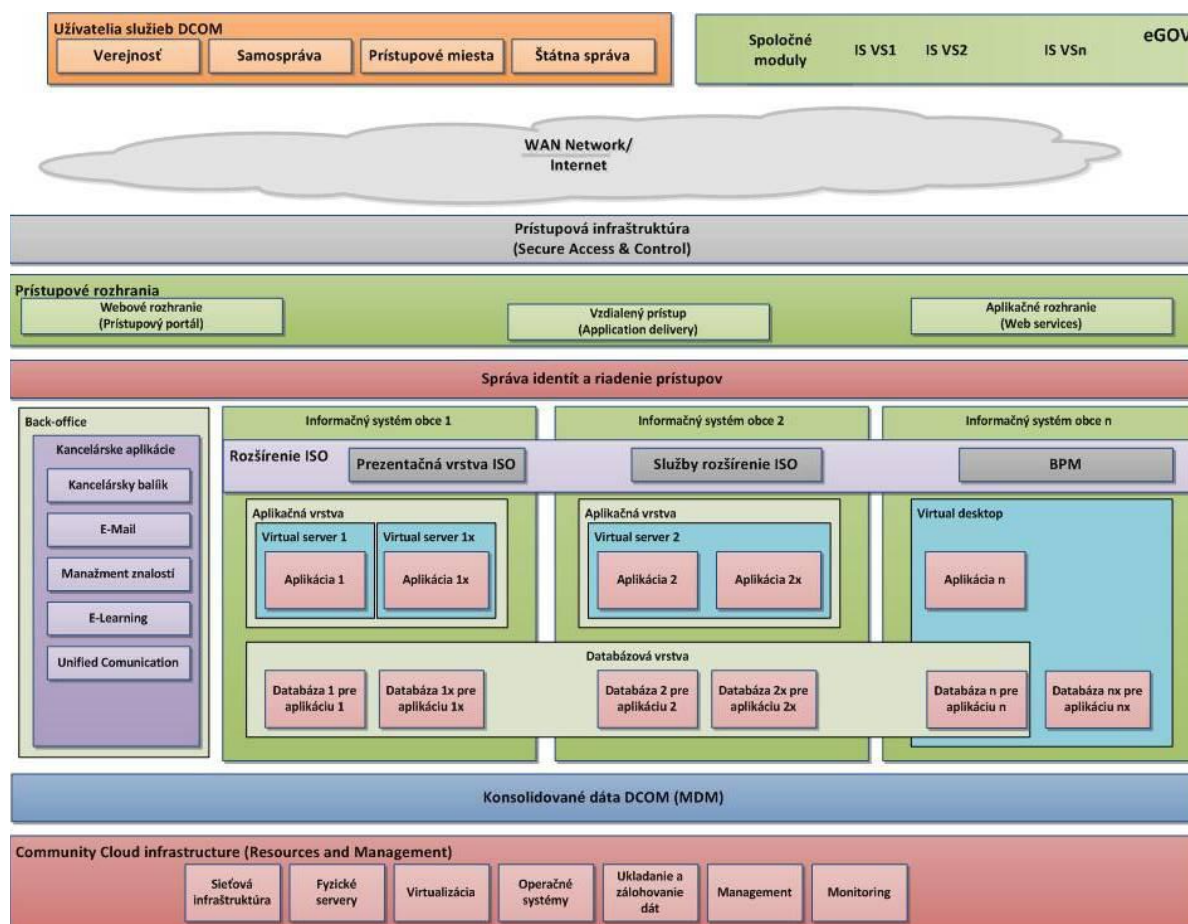 Užívatelia služieb DCOM
Verejnosť
Samospráva
Prístupové miesta
Štátna správa
Spoločné
moduly
IS VS1
IS VS2
IS VSn
eGOV
WAN Network/
Internet
Prístupová infraštruktúra
(Secure Access & Control)
Prístupové rozhrania
Webové rozhranie
(Prístupový portál)
Vzdialený prístup
(Application delivery)
Aplikačné rozhranie
(Web services)
Správa identít a riadenie prístupov
Back-office
Kancelárske aplikácie
Kancelársky balíik
E-Mail
Manažment znalostí
E-Learning
Unified Comunication
Informačný systém obce 1
Informačný systém obce 2
Informačný systém obce n
Rozšírenie ISO
Prezentačná vrstva ISO
Služby rozšírenie ISO
BPM
Aplikačná vrstva
Virtual server 1
Aplikácia 1
Virtual server 1x
Aplikácia 1x
Aplikačná vrstva
Virtual server 2
Aplikácia 2
Aplikácia 2x
Virtual desktop
Aplikácia n
Databázová vrstva
Databáza 1 pre
aplikáciu 1
Databáza 1x pre
aplikáciu 1x
Databáza 2 pre
aplikáciu 2
Databáza 2x pre
aplikáciu 2x
Databáza n pre
aplikáciu n
Databáza nx pre
aplikáciu nx
Konsolidované dáta DCOM (MDM)
Community Cloud infrastructure (Resources and Management)
Sieťová
infraštruktúra
Fyzické
servery
Virtualizácia
Operačné
systémy
Ukladanie a
zálohovanie
dát
Management
Monitoring